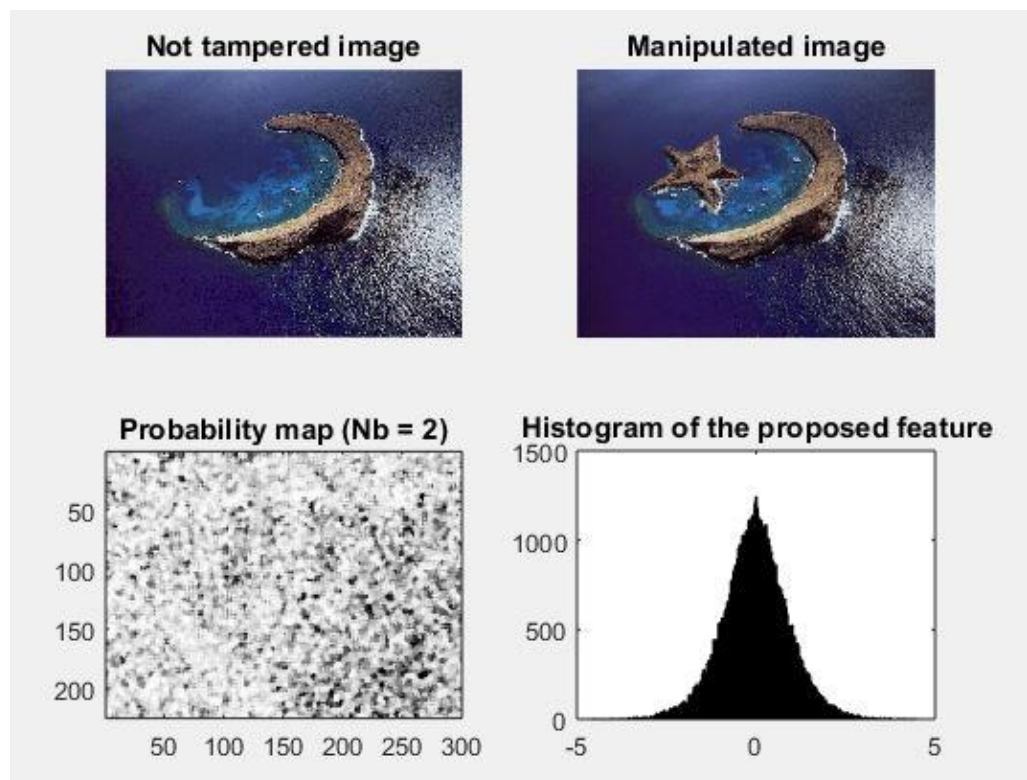 Not tampered image
Manipulated image
Probability map (Nb = 2)
50
100
150
200
50 100 150 200 250 300
Histogram of the proposed feature
1500
1000
500
0
-5 0 5